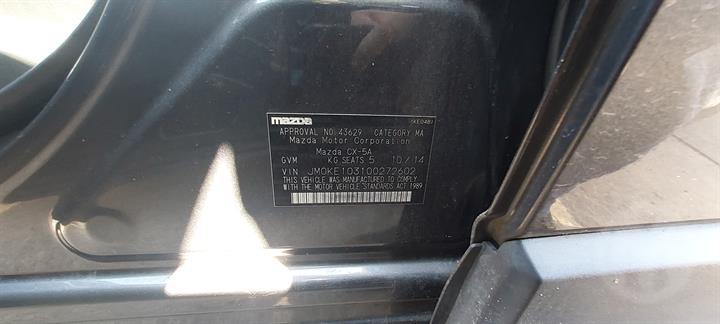 mazda
APPROVAL NO. 43629 CATEGORY MA
Mazda Motor Corporation
Mazda CX-5A
GVM KG SEATS 5 10/14
VIN JM0KE103100272602
THIS VEHICLE WAS MANUFACTURED TO COMPLY
WITH THE MOTOR VEHICLE STANDARDS ACT 1989